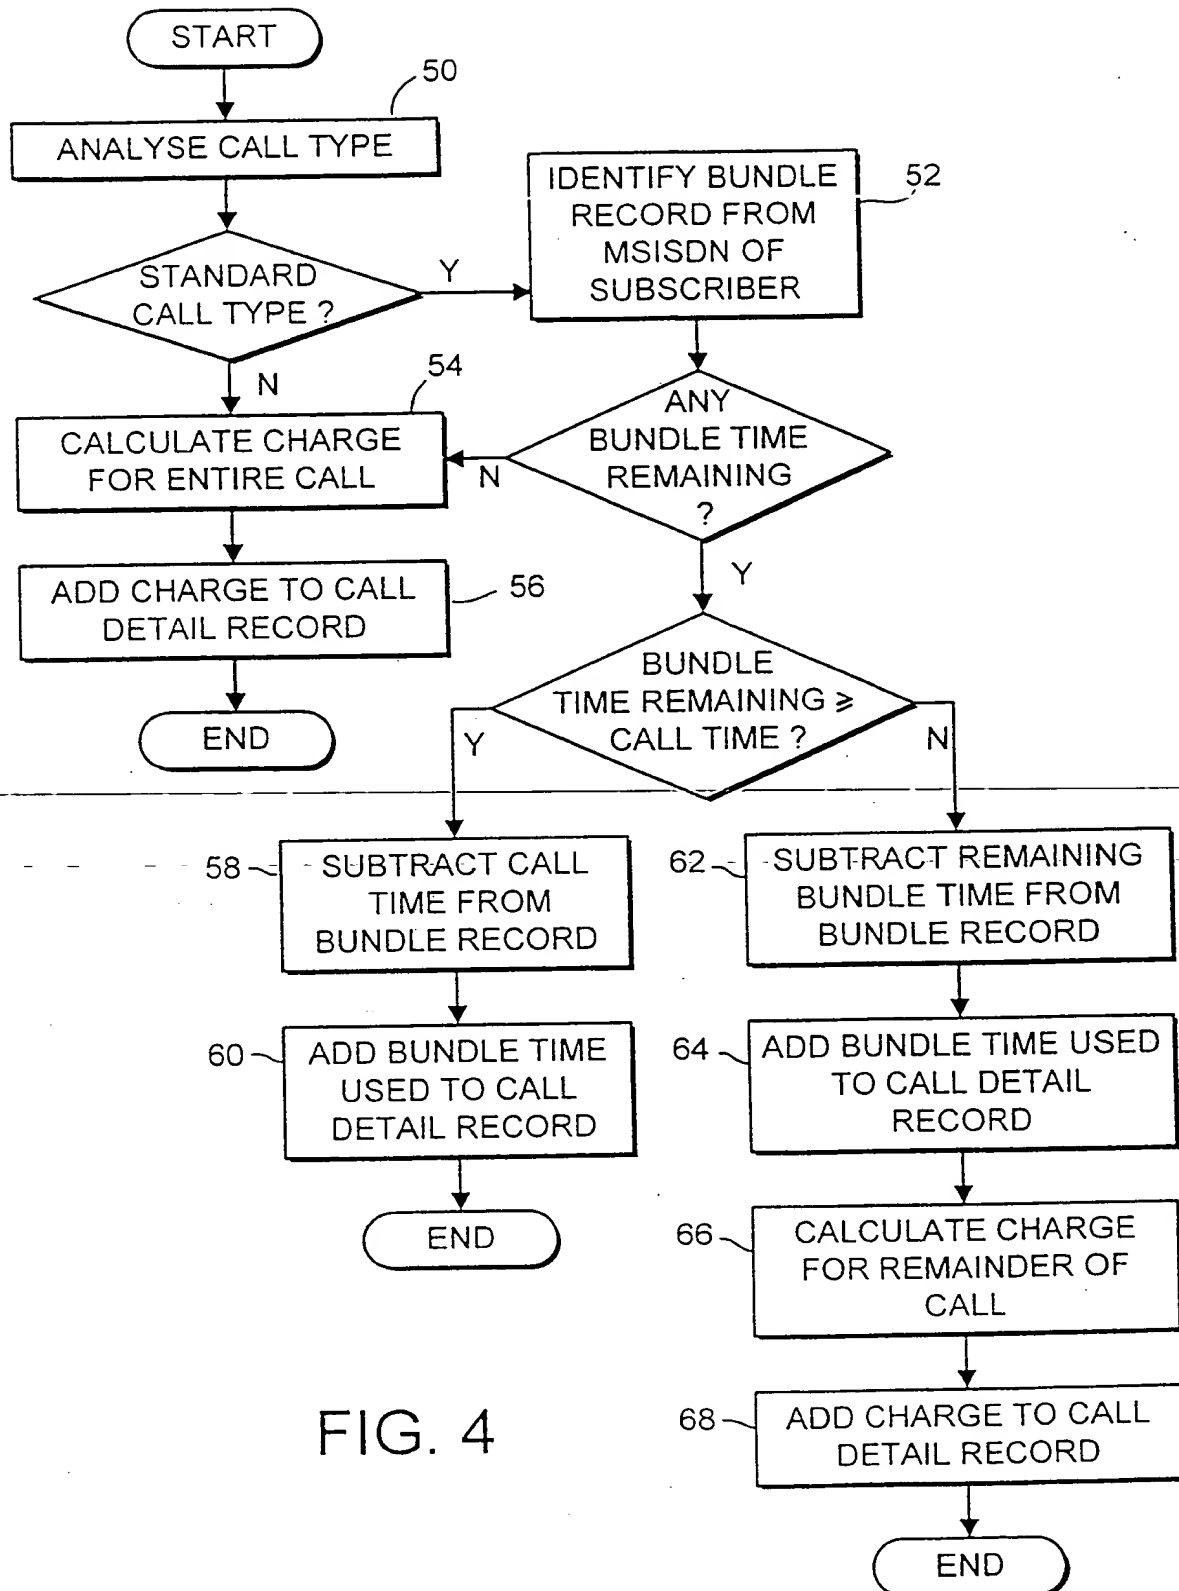 START
50
ANALYSE CALL TYPE
STANDARD
CALL TYPE ?
Y
N
IDENTIFY BUNDLE
RECORD FROM
MSISDN OF
SUBSCRIBER
52
54
CALCULATE CHARGE
FOR ENTIRE CALL
ANY
BUNDLE TIME
REMAINING
?
N
Y
ADD CHARGE TO CALL
DETAIL RECORD
56
END
BUNDLE
TIME REMAINING ⩾
CALL TIME ?
Y
N
58
SUBTRACT CALL
TIME FROM
BUNDLE RECORD
60
ADD BUNDLE TIME
USED TO CALL
DETAIL RECORD
END
62
SUBTRACT REMAINING
BUNDLE TIME FROM
BUNDLE RECORD
64
ADD BUNDLE TIME USED
TO CALL DETAIL
RECORD
66
CALCULATE CHARGE
FOR REMAINDER OF
CALL
68
ADD CHARGE TO CALL
DETAIL RECORD
END
FIG. 4